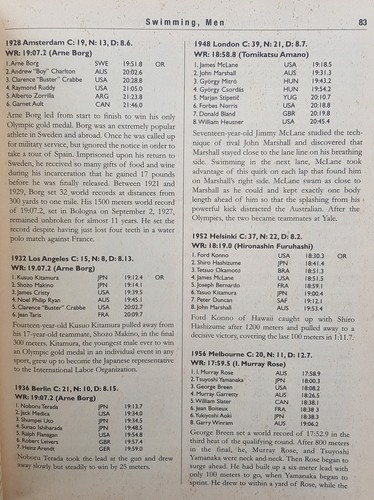 Swimming, Men
83
1928 Amsterdam C: 19, N: 13, D: 8.6.
WR: 19:07.2 (Arne Borg)
1. Arne Borg SWE 19:51.8 OR
2. Andrew "Boy" Charlton AUS 20:02.6
3. Clarence "Buster" Crabbe USA 20:28.8
4. Raymond Ruddy USA 21:05.0
5. Alberto Zorrilla ARG 21:23.8
6. Garnet Ault CAN 21:46.0
Arne Borg led from start to finish to win his only
Olympic gold medal. Borg was an extremely popular
athlete in Sweden and abroad. Once he was called up
for military service, but ignored the notice in order to
take a tour of Spain. Imprisoned upon his return to
Sweden, he received so many gifts of food and wine
during his incarceration that he gained 17 pounds
before he was finally released. Between 1921 and
1929, Borg set 32 world records at distances from
300 yards to one mile. His 1500 meters world record
of 19:07.2, set in Bologna on September 2, 1927,
remained unbroken for almost 11 years. He set the
record despite having just lost four teeth in a water
polo match against France.
1932 Los Angeles C: 15, N: 8, D: 8.13.
WR: 19.07.2 (Arne Borg)
1. Kusuo Kitamura JPN 19:12.4 OR
2. Shozo Makino JPN 19:14.1
3. James Cristy USA 19:39.5
4. Noel Philip Ryan AUS 19:45.1
5. Clarence "Buster" Crabbe USA 20:02.7
6. Jean Taris FRA 20:09.7
Fourteen-year-old Kusuo Kitamura pulled away from
his 17-year-old teammate, Shozo Makino, in the final
300 meters. Kitamura, the youngest male ever to win
an Olympic gold medal in an individual event in any
sport, grew up to become the Japanese representative
to the International Labor Organization.
1936 Berlin C: 21, N: 10, D: 8.15.
WR: 19:07.2 (Arne Borg)
1. Noboru Terada JPN 19:13.7
2. Jack Medica USA 19:34.0
3. Shumpei Uto JPN 19:34.5
4. Sunao Ishiharada JPN 19:48.5
5. Ralph Flanagan USA 19:54.8
6. Robert Leivers GBR 19:57.4
7. Heinz Arendt GER 19:59.0
Noboru Terada took the lead at the gun and drew
away slowly but steadily to win by 25 meters.
1948 London C: 39, N: 21, D: 8.7.
WR: 18:58.8 (Tomikatsu Amano)
1. James McLane USA 19:18.5
2. John Marshall AUS 19:31.3
3. György Mitró HUN 19:43.2
4. György Csordás HUN 19:54.2
5. Marjan Stipetič YUG 20:10.7
6. Forbes Norris USA 20:18.8
7. Donald Bland GBR 20:19.8
8. William Heusner USA 20:45.4
Seventeen-year-old Jimmy McLane studied the tech-
nique of rival John Marshall and discovered that
Marshall stayed close to the lane line on his breathing
side. Swimming in the next lane, McLane took
advantage of this quirk on each lap that found him
on Marshall's right side. McLane swam as close to
Marshall as he could and kept exactly one body
length ahead of him so that the splashing from his
powerful kick distracted the Australian. After the
Olympics, the two became teammates at Yale.
1952 Helsinki C: 37, N: 22, D: 8.2.
WR: 18:19.0 (Hironashin Furuhashi)
1. Ford Konno USA 18:30.3 OR
2. Shiro Hashizume JPN 18:41.4
3. Tetsuo Okamoto BRA 18:51.3
4. James McLane USA 18:51.5
5. Joseph Bernardo FRA 18:59.1
6. Yasuo Kitamura JPN 19:00.4
7. Peter Duncan SAF 19:12.1
8. John Marshall AUS 19:53.4
Ford Konno of Hawaii caught up with Shiro
Hashizume after 1200 meters and pulled away to a
decisive victory, covering the last 100 meters in 1:11.7.
1956 Melbourne C: 20, N: 11, D: 12.7.
WR: 17:59.5 (I. Murray Rose)
1. I. Murray Rose AUS 17:58.9
2. Tsuyoshi Yamanaka JPN 18:00.3
3. George Breen USA 18:08.2
4. Murray Garretty AUS 18:26.5
5. William Slater CAN 18:38.1
6. Jean Boiteux FRA 18:38.3
7. Yukiyoshi Aoki JPN 18:38.3
8. Garry Winram AUS 19:06.2
George Breen set a world record of 17:52.9 in the
third heat of the qualifying round. After 800 meters
in the final, he, Murray Rose, and Tsuyoshi
Yamanaka were neck and neck. Then Rose began to
surge ahead. He had built up a six-meter lead with
only 100 meters to go, when Yamanaka began to
sprint. He drew to within a yard of Rose, while the